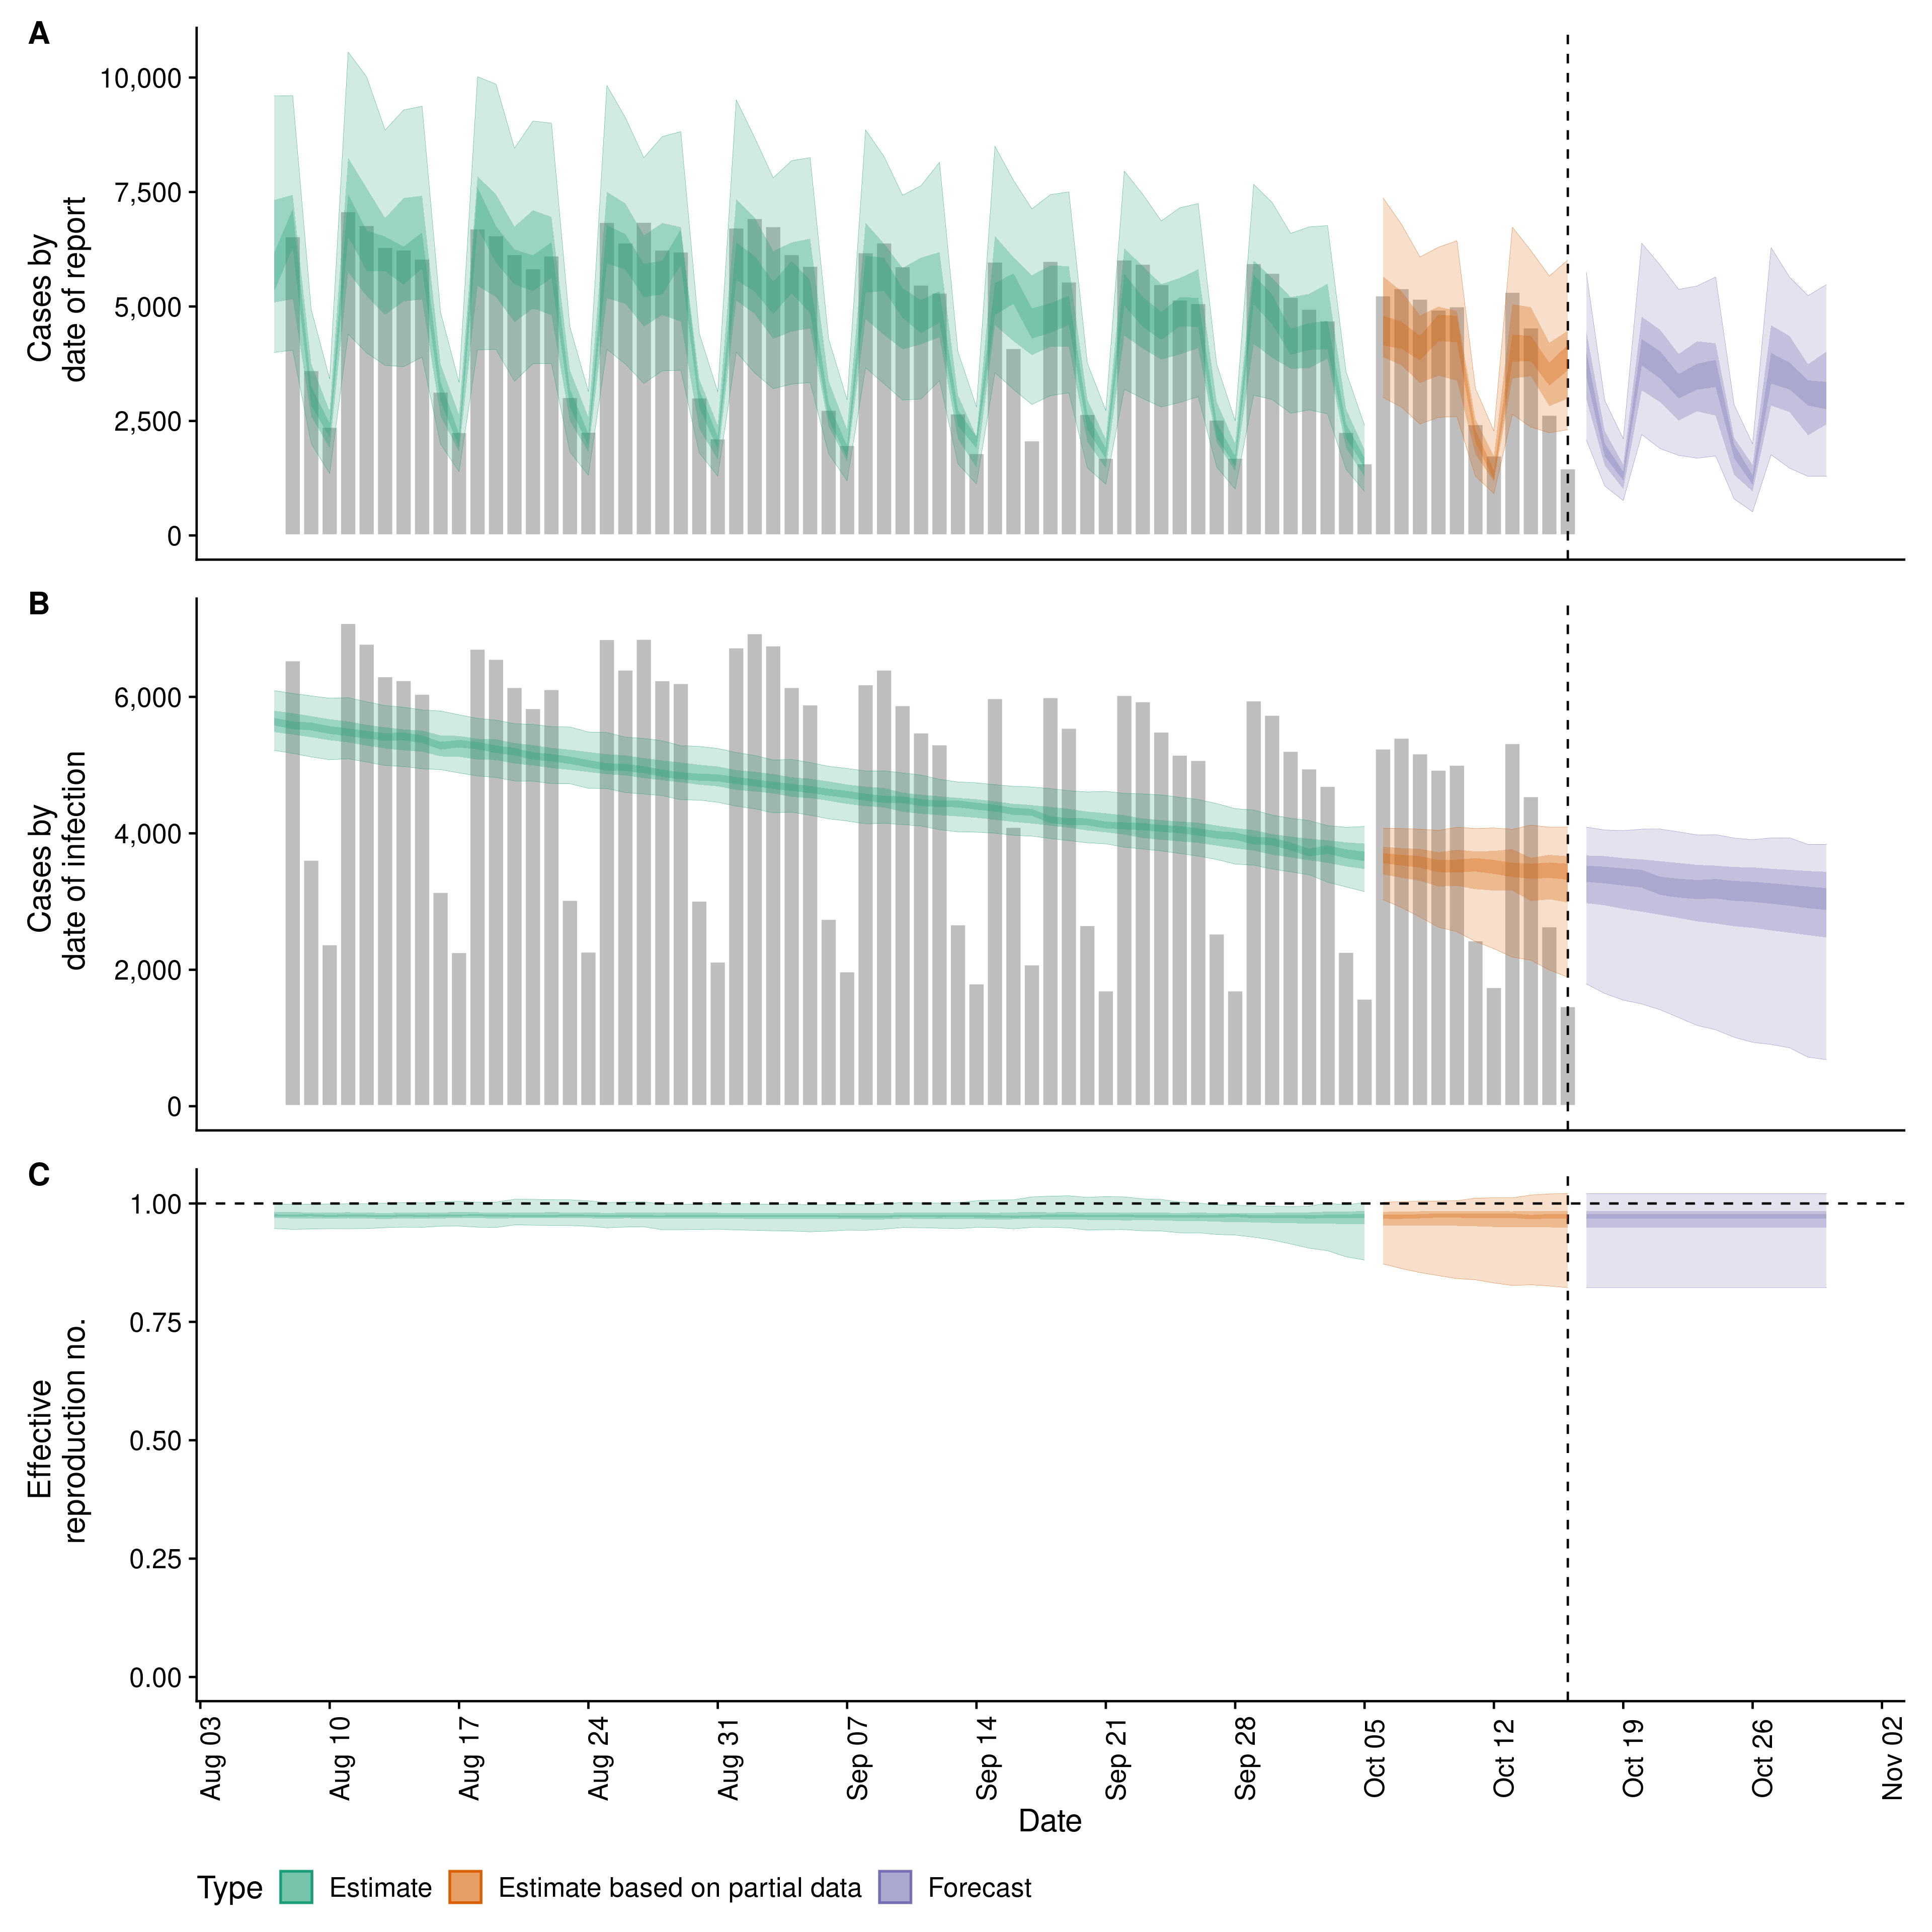 A
Cases by
date of report
10,000
7,500
5,000
2,500
0
B
Cases by
date of infection
6,000
4,000
2,000
0
C
Effective
reproduction no.
1.00
0.75
0.50
0.25
0.00
Aug 03
Aug 10
Aug 17
Aug 24
Aug 31
Sep 07
Sep 14
Sep 21
Sep 28
Oct 05
Oct 12
Oct 19
Oct 26
Nov 02
Date
Type Estimate Estimate based on partial data Forecast